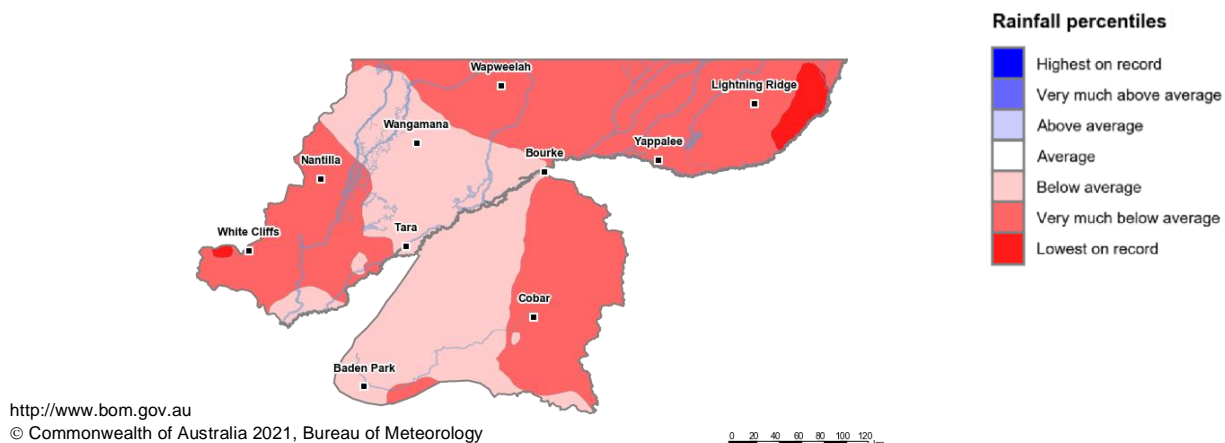 Rainfall percentiles
Highest on record
Very much above average
Above average
Average
Below average
Very much below average
Lowest on record
Wapweelah
Lightning Ridge
Wangamana
Yappalee
Bourke
Nantilla
Tara
White Cliffs
Cobar
Baden Park
http://www.bom.gov.au
© Commonwealth of Australia 2021, Bureau of Meteorology
0 20 40 60 80 100 120